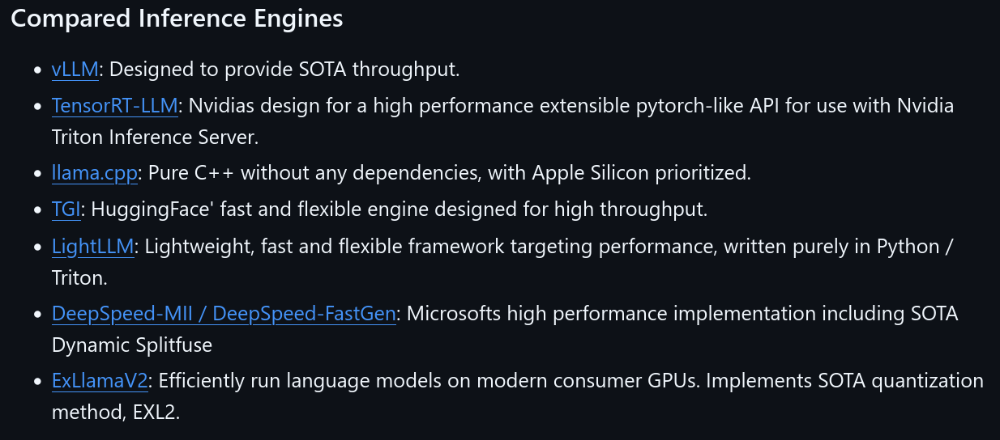 Compared Inference Engines
• vLLM: Designed to provide SOTA throughput.
• TensorRT-LLM: Nvidias design for a high performance extensible pytorch-like API for use with Nvidia
Triton Inference Server.
• llama.cpp: Pure C++ without any dependencies, with Apple Silicon prioritized.
• TGI: HuggingFace' fast and flexible engine designed for high throughput.
• LightLLM: Lightweight, fast and flexible framework targeting performance, written purely in Python /
Triton.
• DeepSpeed-MII / DeepSpeed-FastGen: Microsofts high performance implementation including SOTA
Dynamic Splitfuse
• ExLlamaV2: Efficiently run language models on modern consumer GPUs. Implements SOTA quantization
method, EXL2.